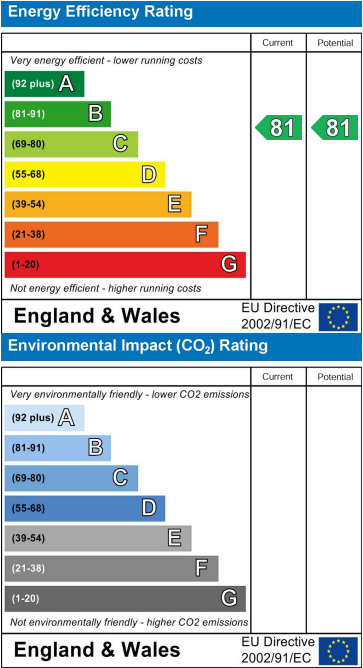 Energy Efficiency Rating
Current Potential
Very energy efficient - lower running costs
(92 plus) A
(81-91) B
81 81
(69-80) C
(55-68) D
(39-54) E
(21-38) F
(1-20) G
Not energy efficient - higher running costs
England & Wales
EU Directive
2002/91/EC
Environmental Impact (CO₂) Rating
Current Potential
Very environmentally friendly - lower CO2 emissions
(92 plus) A
(81-91) B
(69-80) C
(55-68) D
(39-54) E
(21-38) F
(1-20) G
Not environmentally friendly - higher CO2 emissions
England & Wales
EU Directive
2002/91/EC